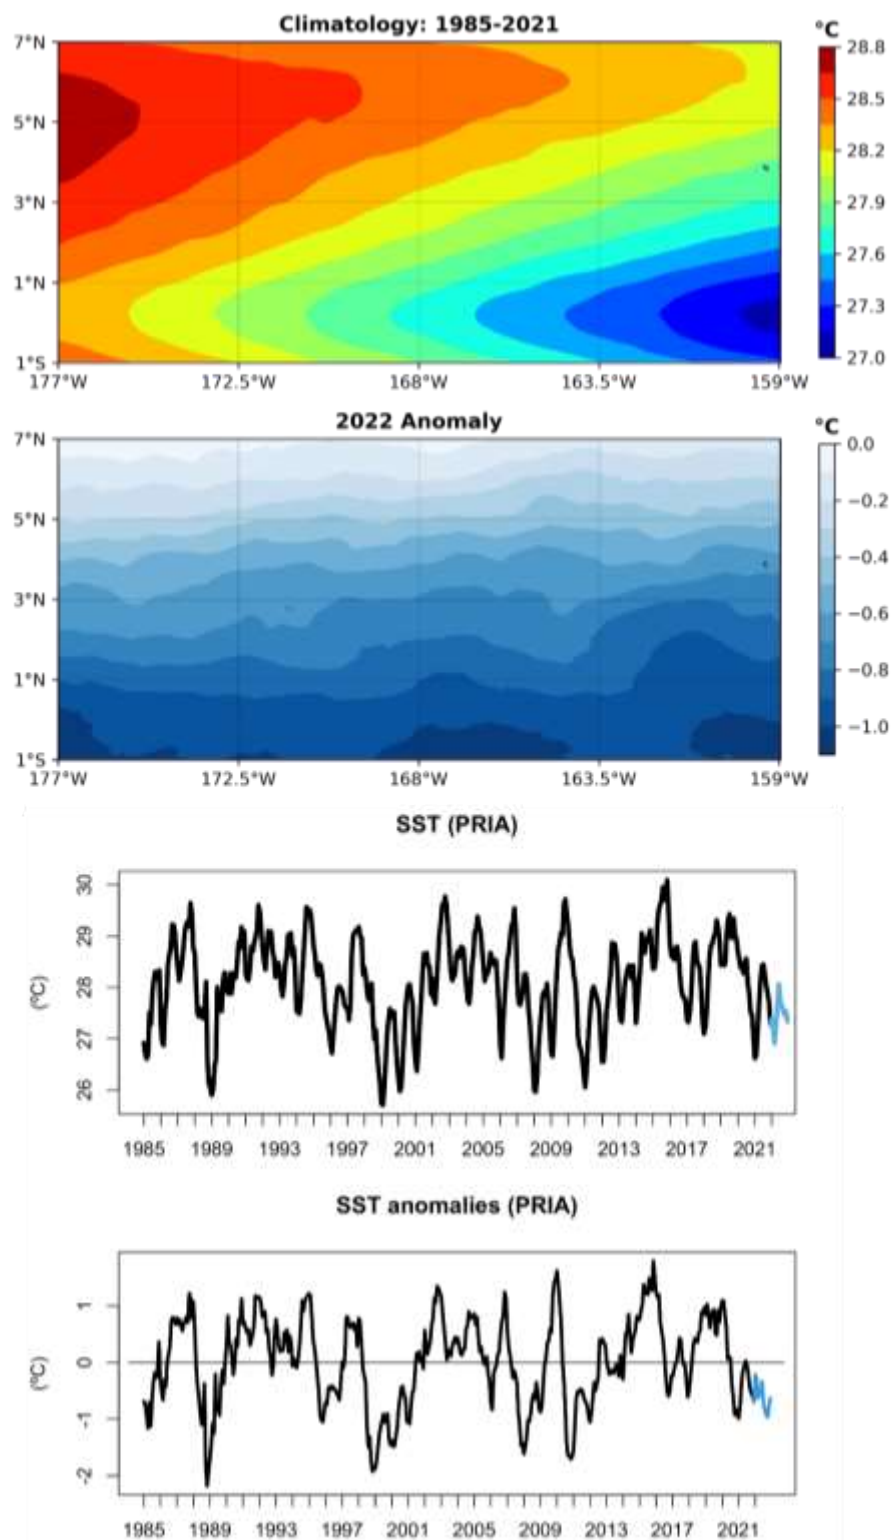 Climatology: 1985-2021
°C
7°N
5°N
3°N
1°N
1°S
177°W 172.5°W 168°W 163.5°W 159°W
28.8
28.5
28.2
27.9
27.6
27.3
27.0
2022 Anomaly
°C
7°N
5°N
3°N
1°N
1°S
177°W 172.5°W 168°W 163.5°W 159°W
0.0
−0.2
−0.4
−0.6
−0.8
−1.0
SST (PRIA)
(ºC)
30
29
28
27
26
1985 1989 1993 1997 2001 2005 2009 2013 2017 2021
SST anomalies (PRIA)
(ºC)
1
0
-1
-2
1985 1989 1993 1997 2001 2005 2009 2013 2017 2021